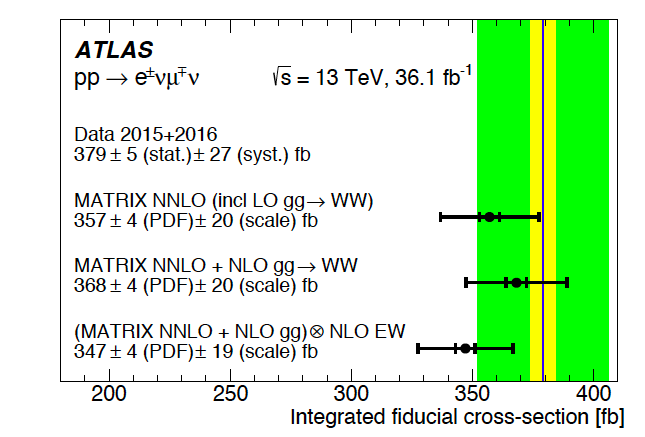 ATLAS
pp → e±νμ∓ν √s = 13 TeV, 36.1 fb⁻¹
Data 2015+2016
379 ± 5 (stat.)± 27 (syst.) fb
MATRIX NNLO (incl LO gg→ WW)
357 ± 4 (PDF)± 20 (scale) fb
MATRIX NNLO + NLO gg→ WW
368 ± 4 (PDF)± 20 (scale) fb
(MATRIX NNLO + NLO gg)⊗ NLO EW
347 ± 4 (PDF)± 19 (scale) fb
200 250 300 350 400
Integrated fiducial cross-section [fb]